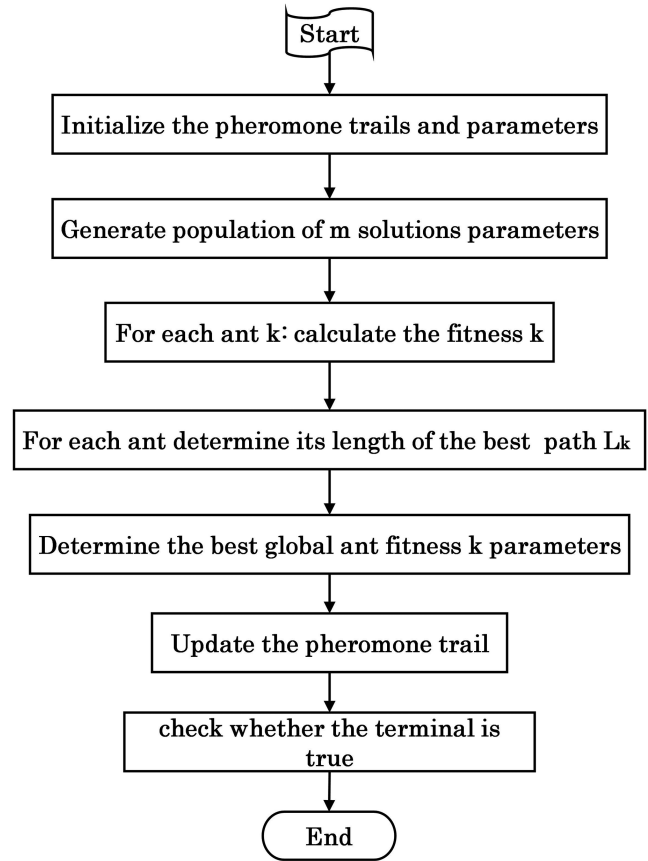 Start
Initialize the pheromone trails and parameters
Generate population of m solutions parameters
For each ant k: calculate the fitness k
For each ant determine its length of the best path Lk
Determine the best global ant fitness k parameters
Update the pheromone trail
check whether the terminal is
true
End